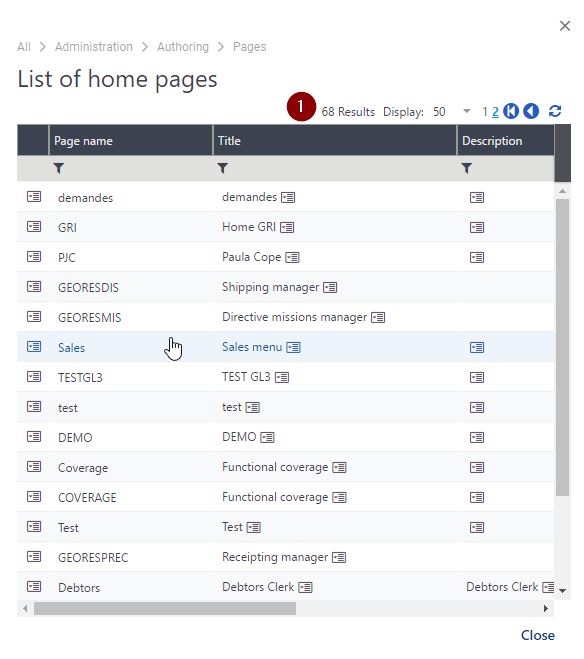 All > Administration > Authoring > Pages
List of home pages
1 68 Results Display: 50 1 2
Page name Title Description
demandes demandes
GRI Home GRI
PJC Paula Cope
GEORESDIS Shipping manager
GEORESMIS Directive missions manager
Sales Sales menu
TESTGL3 TEST GL3
test test
DEMO DEMO
Coverage Functional coverage
COVERAGE Functional coverage
Test Test
GEORESPREC Receipting manager
Debtors Debtors Clerk Debtors Clerk
Close